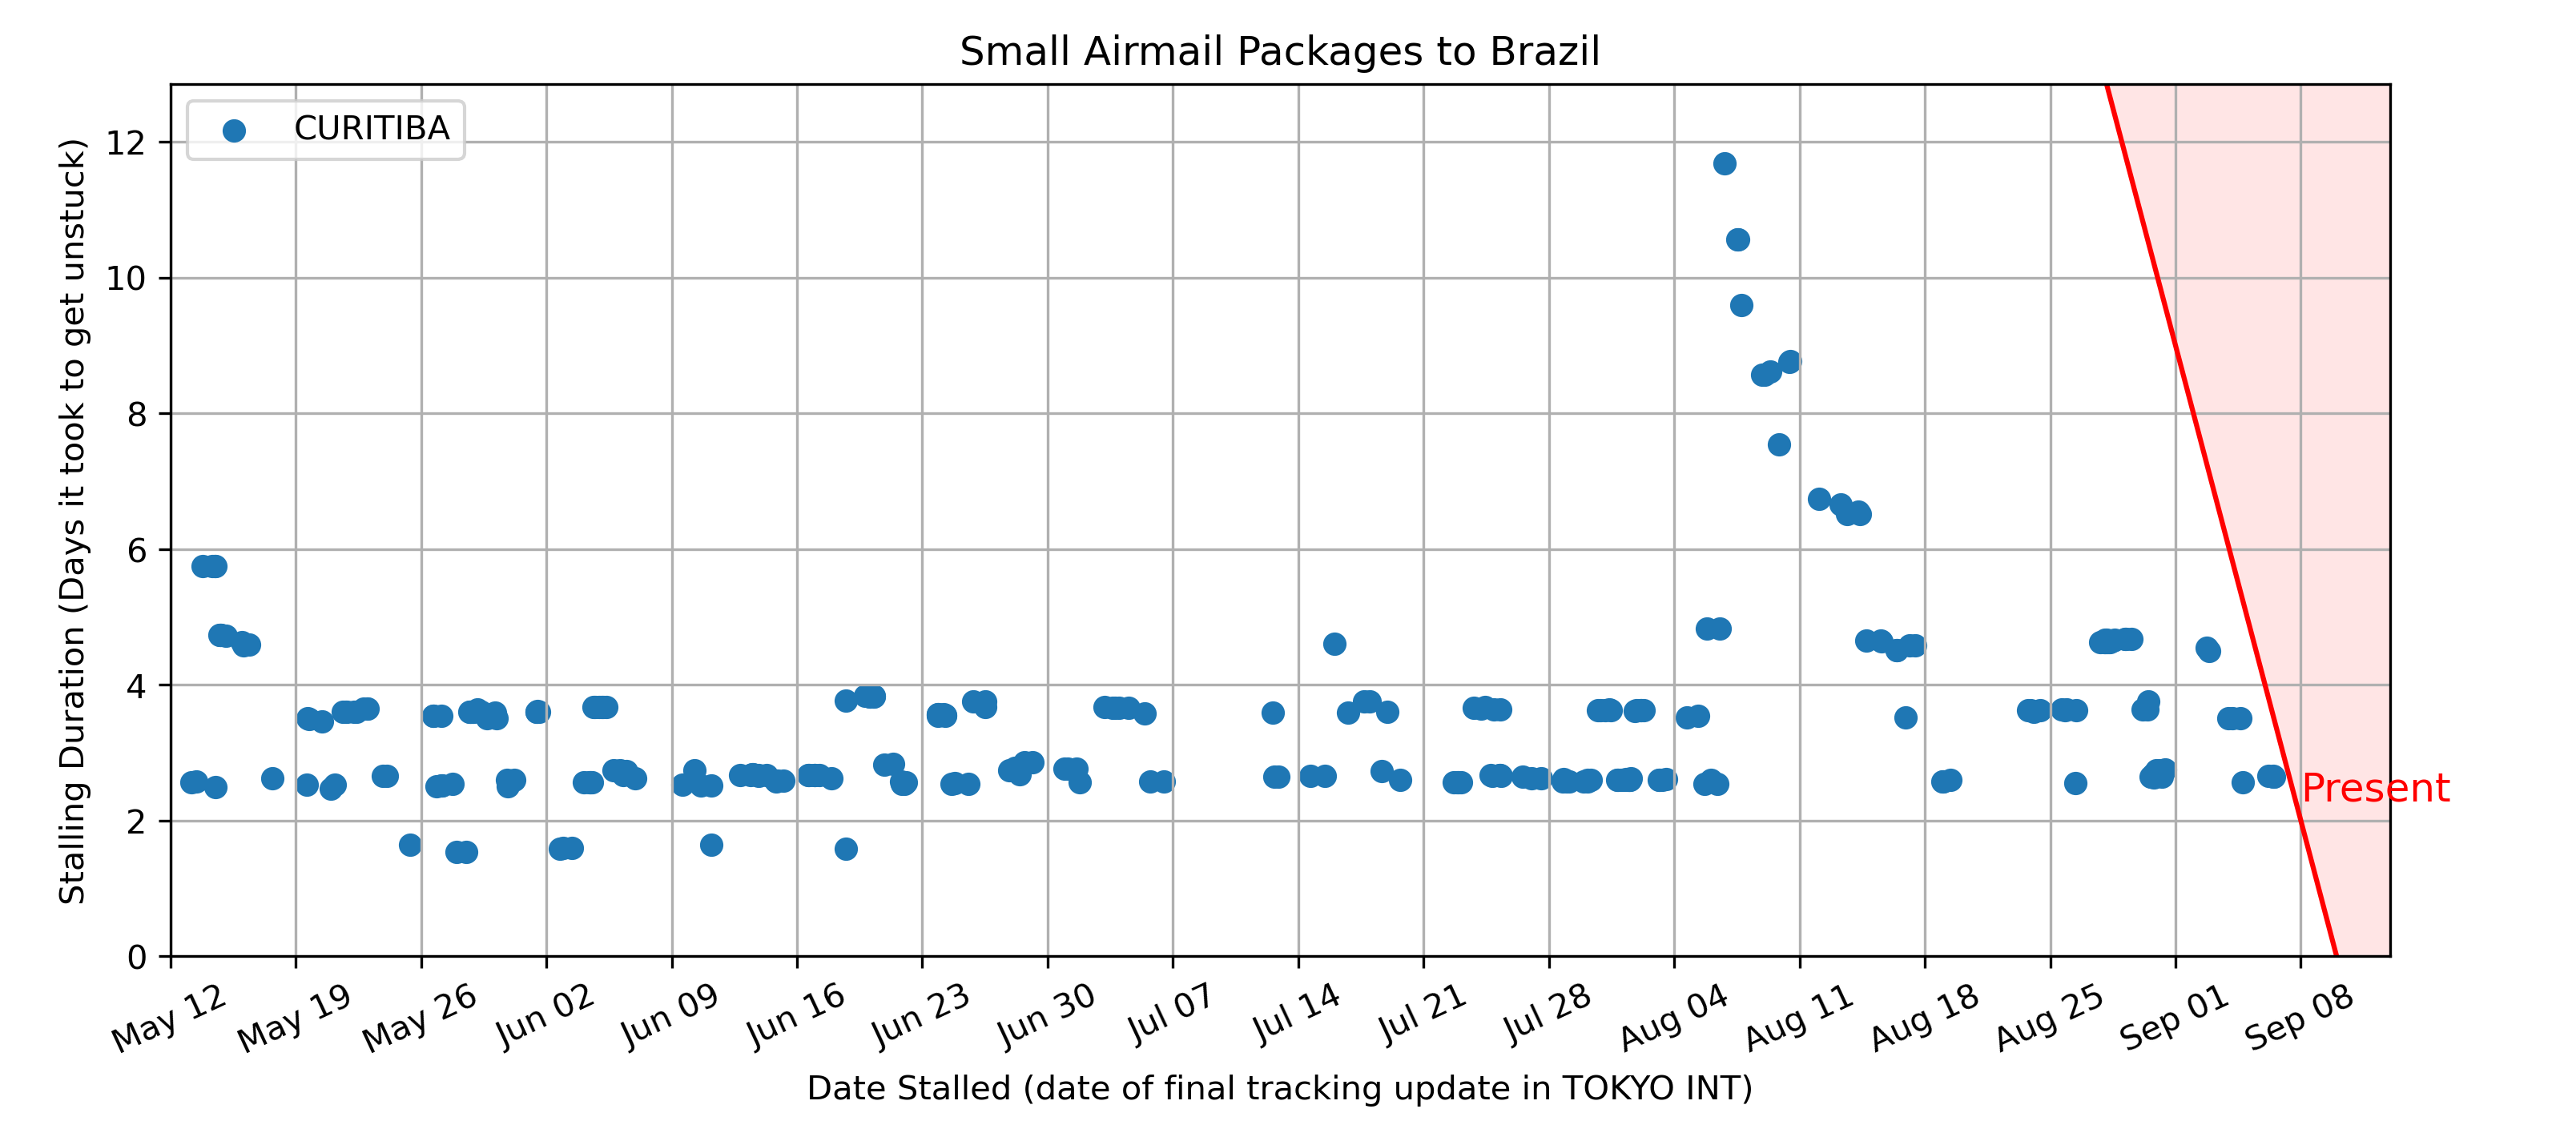 Small Airmail Packages to Brazil
CURITIBA
Stalling Duration (Days it took to get unstuck)
12
10
8
6
4
2
0
Present
May 12
May 19
May 26
Jun 02
Jun 09
Jun 16
Jun 23
Jun 30
Jul 07
Jul 14
Jul 21
Jul 28
Aug 04
Aug 11
Aug 18
Aug 25
Sep 01
Sep 08
Date Stalled (date of final tracking update in TOKYO INT)